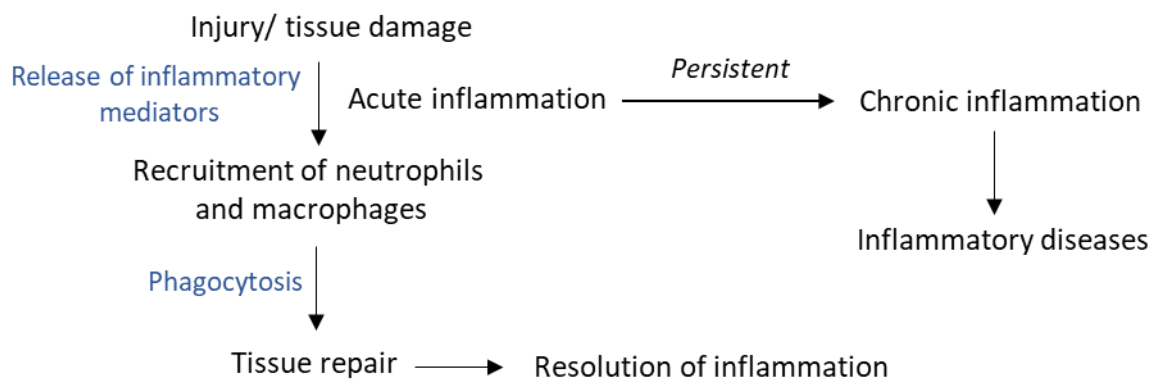 Injury/ tissue damage
Release of inflammatory
mediators
Acute inflammation
Persistent
Chronic inflammation
Recruitment of neutrophils
and macrophages
Inflammatory diseases
Phagocytosis
Tissue repair
Resolution of inflammation